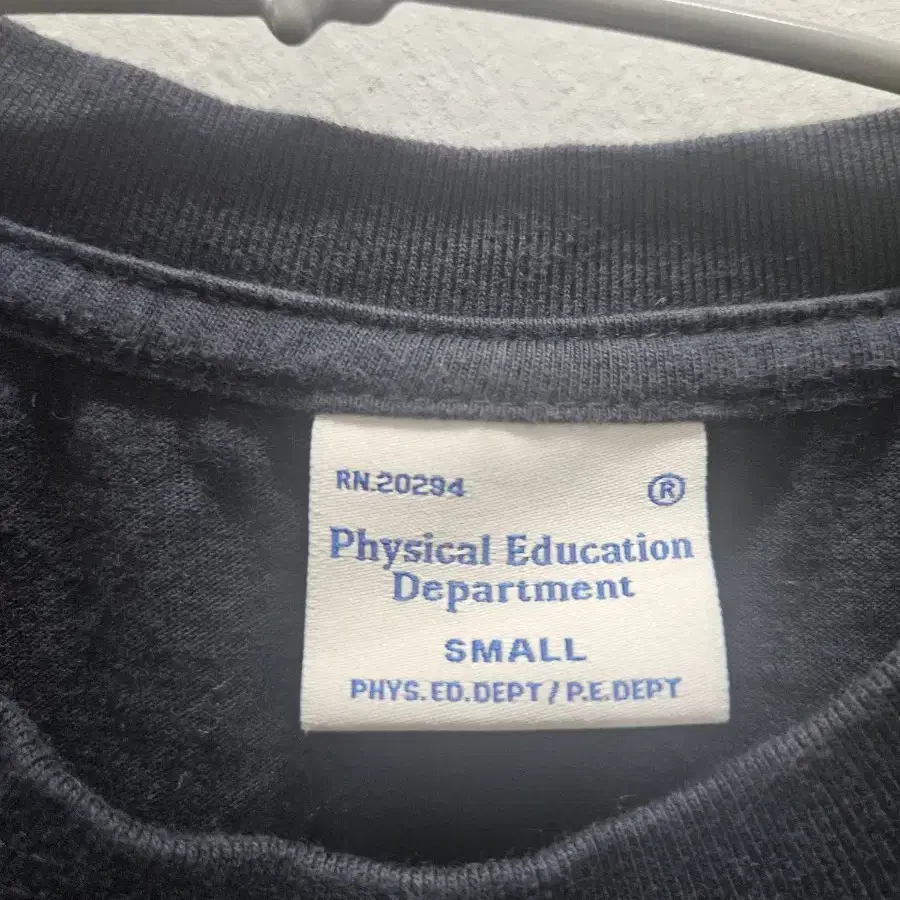 RN.20294
®
Physical Education
Department
SMALL
PHYS.ED.DEPT / P.E.DEPT